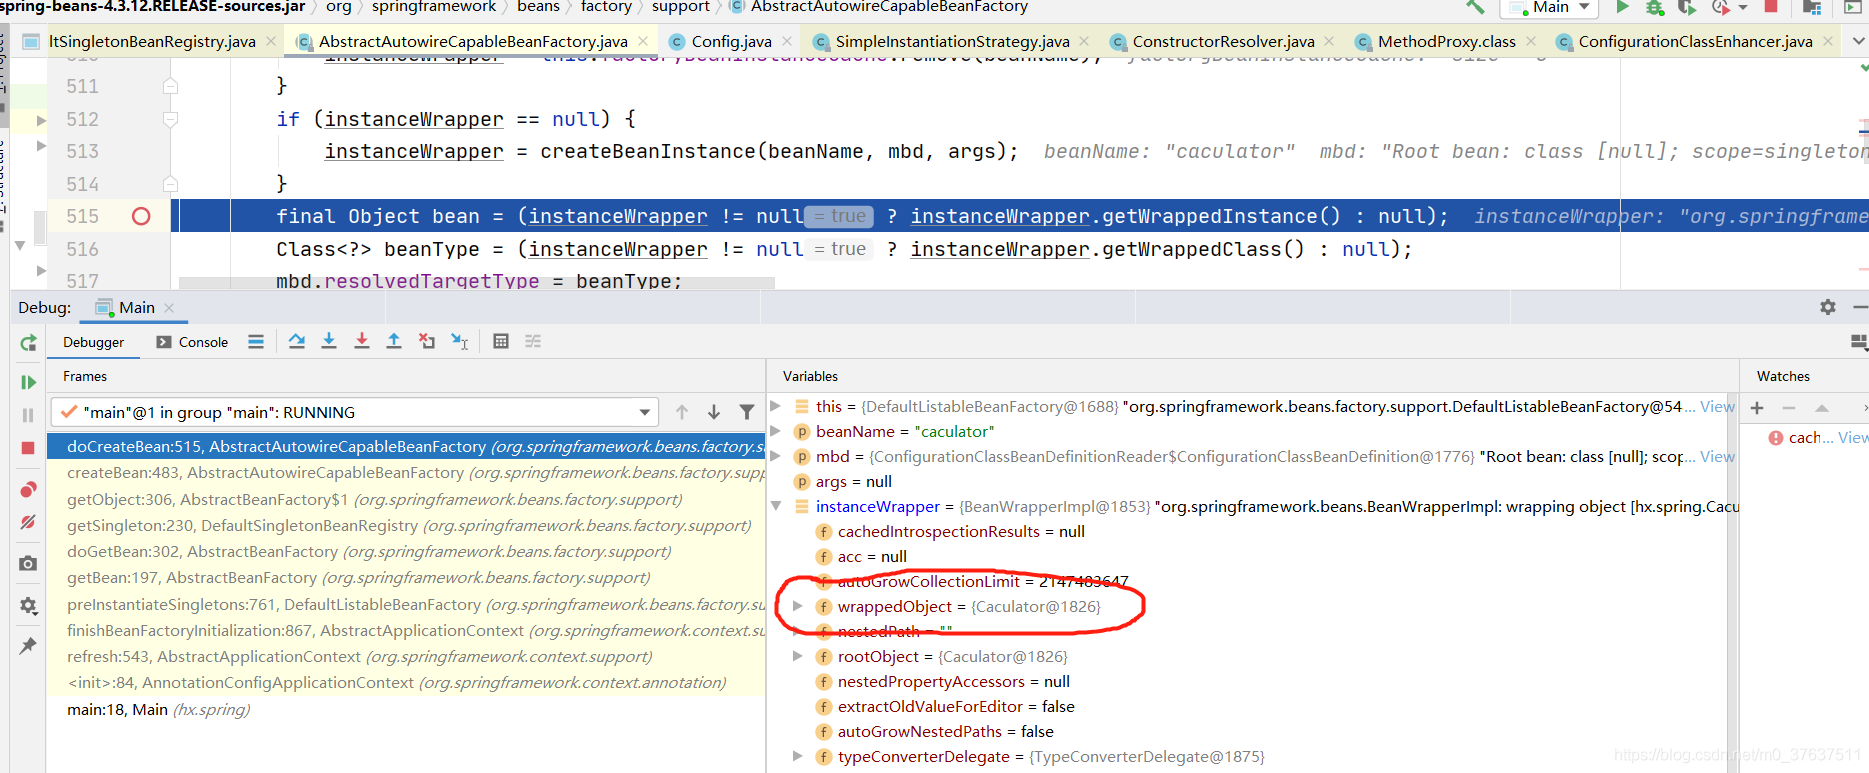 spring-beans-4.3.12.RELEASE-sources.jar › org › springframework › beans › factory › support › AbstractAutowireCapableBeanFactory
Main
ltSingletonBeanRegistry.java AbstractAutowireCapableBeanFactory.java Config.java SimpleInstantiationStrategy.java ConstructorResolver.java MethodProxy.class ConfigurationClassEnhancer.java
511 }
512 if (instanceWrapper == null) {
513 instanceWrapper = createBeanInstance(beanName, mbd, args); beanName: "caculator" mbd: "Root bean: class [null]; scope=singleton
514 }
515 final Object bean = (instanceWrapper != null = true ? instanceWrapper.getWrappedInstance() : null); instanceWrapper: "org.springframe
516 Class<?> beanType = (instanceWrapper != null = true ? instanceWrapper.getWrappedClass() : null);
517 mbd.resolvedTargetType = beanType;
Debug: Main
Debugger Console
Frames
"main"@1 in group "main": RUNNING
doCreateBean:515, AbstractAutowireCapableBeanFactory (org.springframework.beans.factory.su
createBean:483, AbstractAutowireCapableBeanFactory (org.springframework.beans.factory.supp
getObject:306, AbstractBeanFactory$1 (org.springframework.beans.factory.support)
getSingleton:230, DefaultSingletonBeanRegistry (org.springframework.beans.factory.support)
doGetBean:302, AbstractBeanFactory (org.springframework.beans.factory.support)
getBean:197, AbstractBeanFactory (org.springframework.beans.factory.support)
preInstantiateSingletons:761, DefaultListableBeanFactory (org.springframework.beans.factory.su
finishBeanFactoryInitialization:867, AbstractApplicationContext (org.springframework.context.su
refresh:543, AbstractApplicationContext (org.springframework.context.support)
<init>:84, AnnotationConfigApplicationContext (org.springframework.context.annotation)
main:18, Main (hx.spring)
Variables
this = {DefaultListableBeanFactory@1688} "org.springframework.beans.factory.support.DefaultListableBeanFactory@54... View
beanName = "caculator"
mbd = {ConfigurationClassBeanDefinitionReader$ConfigurationClassBeanDefinition@1776} "Root bean: class [null]; scop... View
args = null
instanceWrapper = {BeanWrapperImpl@1853} "org.springframework.beans.BeanWrapperImpl: wrapping object [hx.spring.Cacu
cachedIntrospectionResults = null
acc = null
autoGrowCollectionLimit = 2147483647
wrappedObject = {Caculator@1826}
nestedPath = ""
rootObject = {Caculator@1826}
nestedPropertyAccessors = null
extractOldValueForEditor = false
autoGrowNestedPaths = false
typeConverterDelegate = {TypeConverterDelegate@1875}
Watches
cach... View
https://blog.csdn.net/m0_37637511